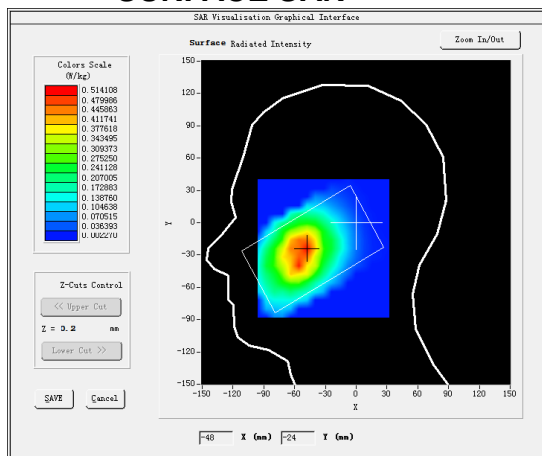 SAR Visualisation Graphical Interface
Surface Radiated Intensity
Zoom In/Out
Colors Scale
(W/kg)
0.514108
0.479986
0.445863
0.411741
0.377618
0.343495
0.309373
0.275250
0.241128
0.207005
0.172883
0.138760
0.104638
0.070515
0.036393
0.002270
150
120
90
60
30
0
-30
-60
-90
-120
-150
Y
-150 -120 -90 -60 -30 0 30 60 90 120 150
X
Z-Cuts Control
<< Upper Cut
Z = 0.2 mm
Lower Cut >>
SAVE Cancel
-48 X (mm) -24 Y (mm)